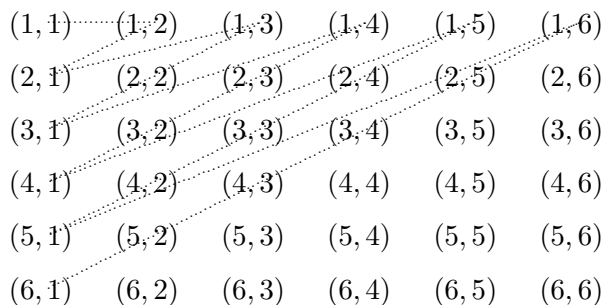 (1, 1) (1, 2) (1, 3) (1, 4) (1, 5) (1, 6)
(2, 1) (2, 2) (2, 3) (2, 4) (2, 5) (2, 6)
(3, 1) (3, 2) (3, 3) (3, 4) (3, 5) (3, 6)
(4, 1) (4, 2) (4, 3) (4, 4) (4, 5) (4, 6)
(5, 1) (5, 2) (5, 3) (5, 4) (5, 5) (5, 6)
(6, 1) (6, 2) (6, 3) (6, 4) (6, 5) (6, 6)